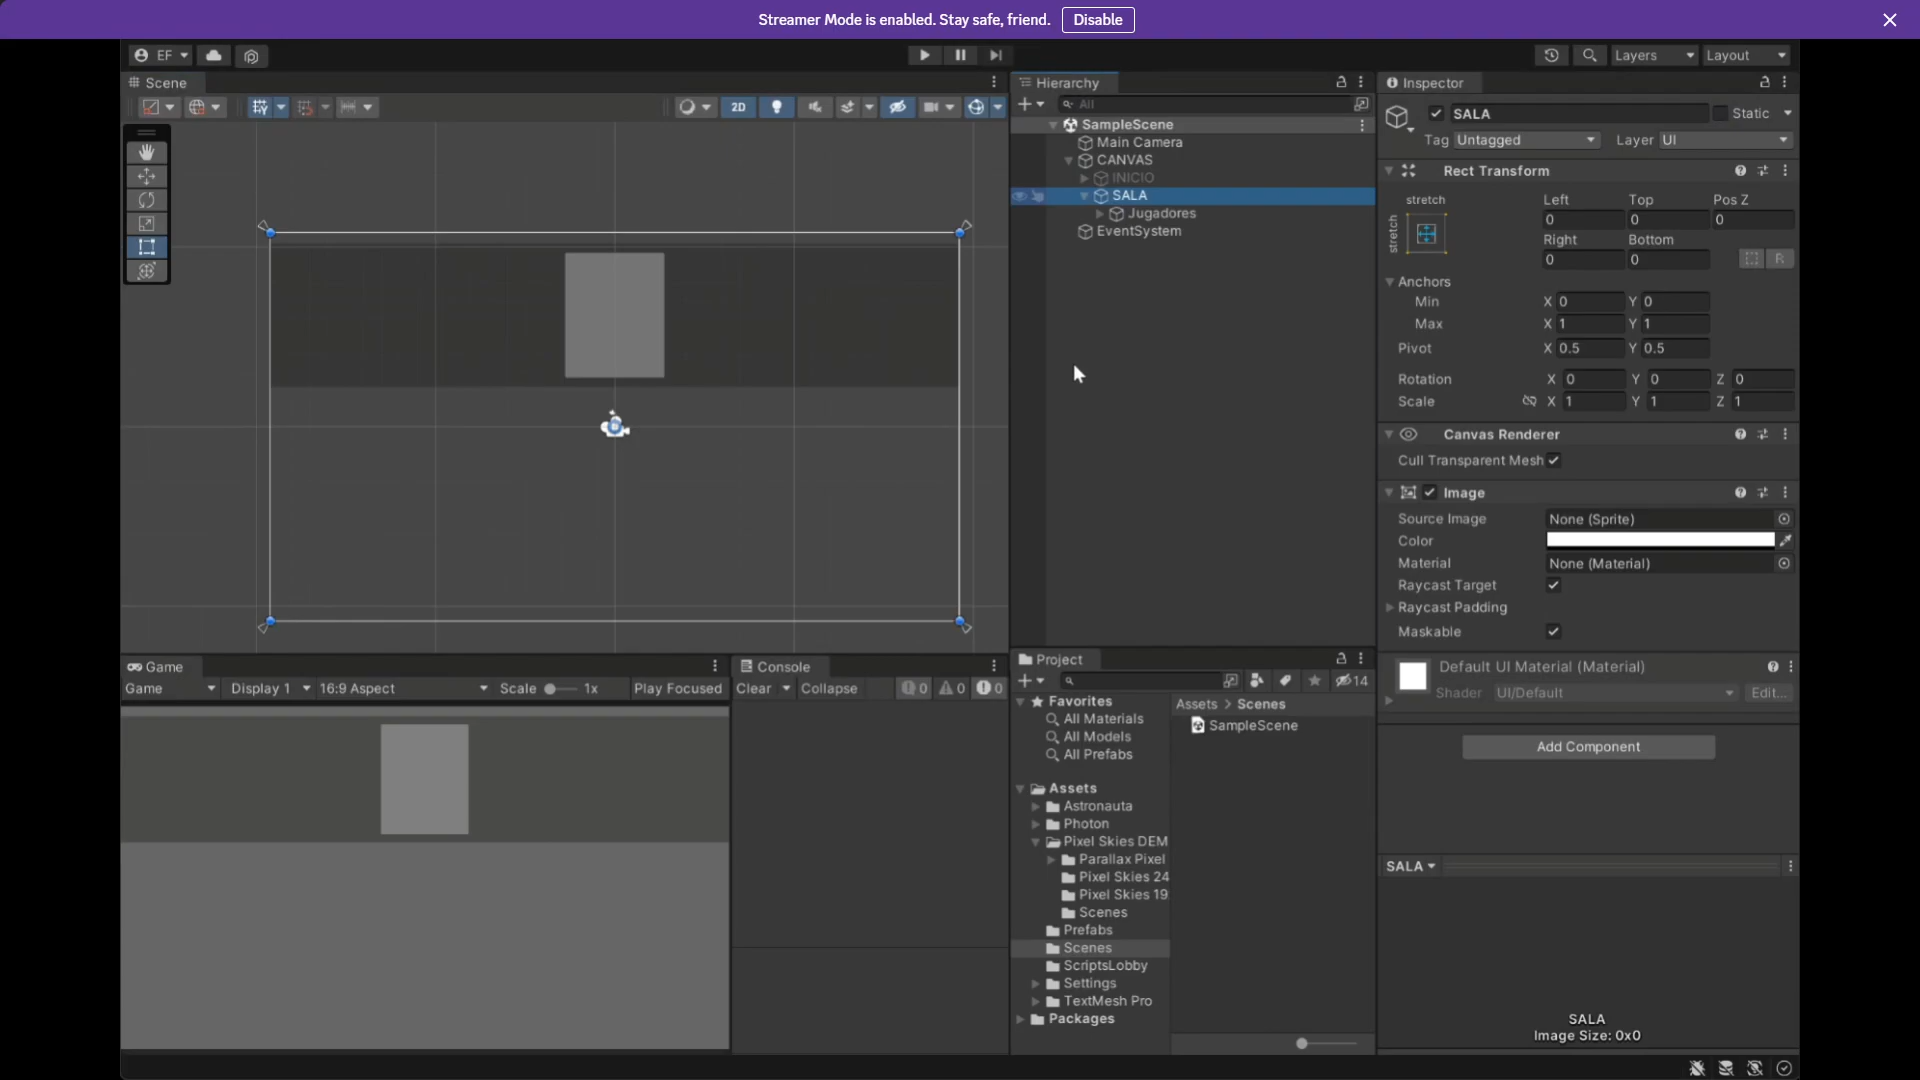 Streamer Mode is enabled. Stay safe, friend. Disable
EF
Layers
Layout
Scene
2D
Hierarchy
All
SampleScene
Main Camera
CANVAS
INICIO
SALA
Jugadores
EventSystem
Inspector
SALA
Static
Tag Untagged
Layer UI
Rect Transform
stretch
stretch
Left Top Pos Z
0 0 0
Right Bottom
0 0
R
Anchors
Min X 0 Y 0
Max X 1 Y 1
Pivot X 0.5 Y 0.5
Rotation X 0 Y 0 Z 0
Scale X 1 Y 1 Z 1
Canvas Renderer
Cull Transparent Mesh
Image
Source Image None (Sprite)
Color
Material None (Material)
Raycast Target
Raycast Padding
Maskable
Default UI Material (Material)
Shader UI/Default Edit...
Add Component
SALA
SALA
Image Size: 0x0
Game
Game Display 1 16:9 Aspect Scale 1x Play Focused
Console
Clear Collapse 0 0 0
Project
14
Favorites
All Materials
All Models
All Prefabs
Assets
Astronauta
Photon
Pixel Skies DEM
Parallax Pixel
Pixel Skies 24
Pixel Skies 19
Scenes
Prefabs
Scenes
ScriptsLobby
Settings
TextMesh Pro
Packages
Assets > Scenes
SampleScene